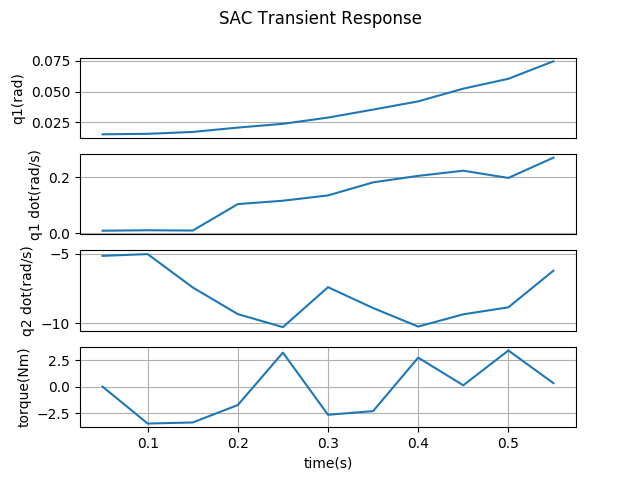 SAC Transient Response
q1(rad)
0.075
0.050
0.025
q1 dot(rad/s)
0.2
0.0
q2 dot(rad/s)
−5
−10
torque(Nm)
2.5
0.0
−2.5
0.1 0.2 0.3 0.4 0.5
time(s)